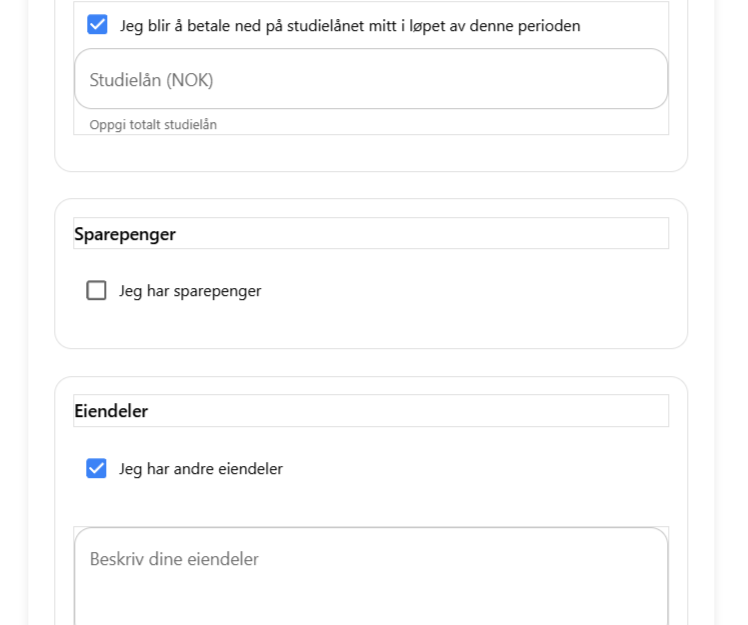 Jeg blir å betale ned på studielånet mitt i løpet av denne perioden
Studielån (NOK)
Oppgi totalt studielån
Sparepenger
Jeg har sparepenger
Eiendeler
Jeg har andre eiendeler
Beskriv dine eiendeler